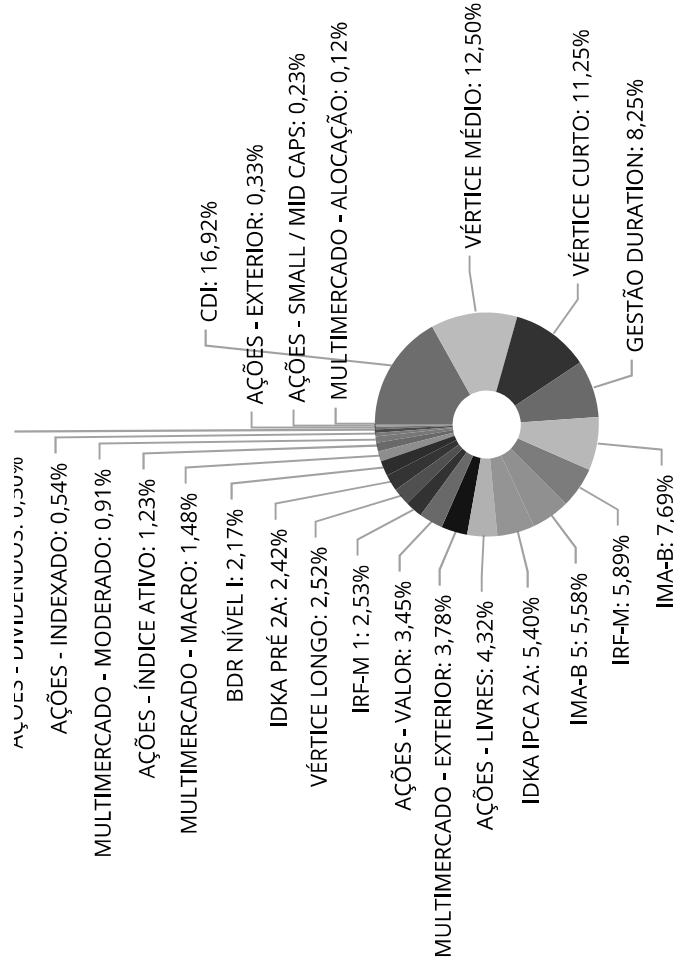 CDI: 16,92%
AÇÕES - EXTERIOR: 0,33%
AÇÕES - SMALL / MID CAPS: 0,23%
MULTIMERCADO - ALOCAÇÃO: 0,12%
VÉRTICE MÉDIO: 12,50%
VÉRTICE CURTO: 11,25%
GESTÃO DURATION: 8,25%
AÇÕES - DIVIDENDOS: 0,50%
AÇÕES - INDEXADO: 0,54%
MULTIMERCADO - MODERADO: 0,91%
AÇÕES - ÍNDICE ATIVO: 1,23%
MULTIMERCADO - MACRO: 1,48%
BDR NÍVEL I: 2,17%
IDKA PRÉ 2A: 2,42%
VÉRTICE LONGO: 2,52%
IRF-M 1: 2,53%
AÇÕES - VALOR: 3,45%
MULTIMERCADO - EXTERIOR: 3,78%
AÇÕES - LIVRES: 4,32%
IDKA IPCA 2A: 5,40%
IMA-B 5: 5,58%
IRF-M: 5,89%
IMA-B: 7,69%